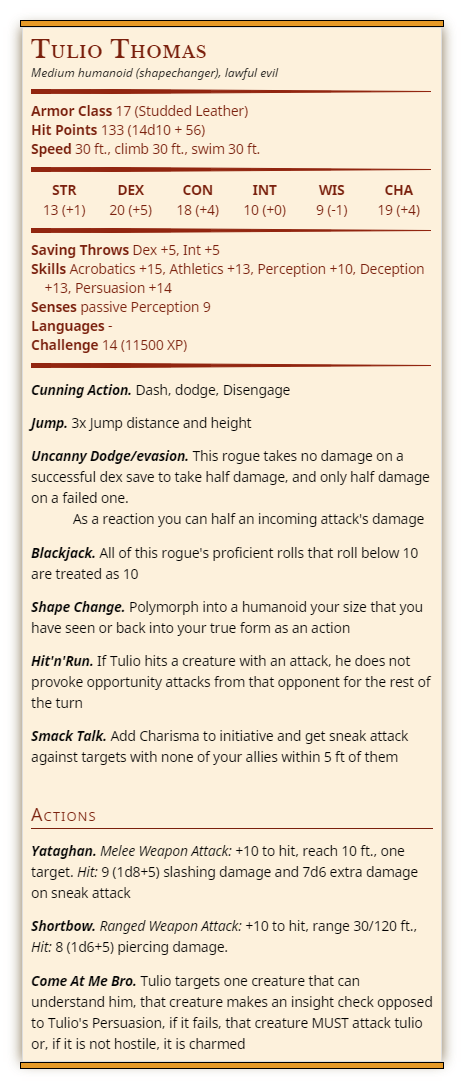 Tulio Thomas
Medium humanoid (shapechanger), lawful evil
Armor Class 17 (Studded Leather)
Hit Points 133 (14d10 + 56)
Speed 30 ft., climb 30 ft., swim 30 ft.
STR DEX CON INT WIS CHA
13 (+1) 20 (+5) 18 (+4) 10 (+0) 9 (-1) 19 (+4)
Saving Throws Dex +5, Int +5
Skills Acrobatics +15, Athletics +13, Perception +10, Deception
+13, Persuasion +14
Senses passive Perception 9
Languages -
Challenge 14 (11500 XP)
Cunning Action. Dash, dodge, Disengage
Jump. 3x Jump distance and height
Uncanny Dodge/evasion. This rogue takes no damage on a
successful dex save to take half damage, and only half damage
on a failed one.
As a reaction you can half an incoming attack's damage
Blackjack. All of this rogue's proficient rolls that roll below 10
are treated as 10
Shape Change. Polymorph into a humanoid your size that you
have seen or back into your true form as an action
Hit'n'Run. If Tulio hits a creature with an attack, he does not
provoke opportunity attacks from that opponent for the rest of
the turn
Smack Talk. Add Charisma to initiative and get sneak attack
against targets with none of your allies within 5 ft of them
Actions
Yataghan. Melee Weapon Attack: +10 to hit, reach 10 ft., one
target. Hit: 9 (1d8+5) slashing damage and 7d6 extra damage
on sneak attack
Shortbow. Ranged Weapon Attack: +10 to hit, range 30/120 ft.,
Hit: 8 (1d6+5) piercing damage.
Come At Me Bro. Tulio targets one creature that can
understand him, that creature makes an insight check opposed
to Tulio's Persuasion, if it fails, that creature MUST attack tulio
or, if it is not hostile, it is charmed